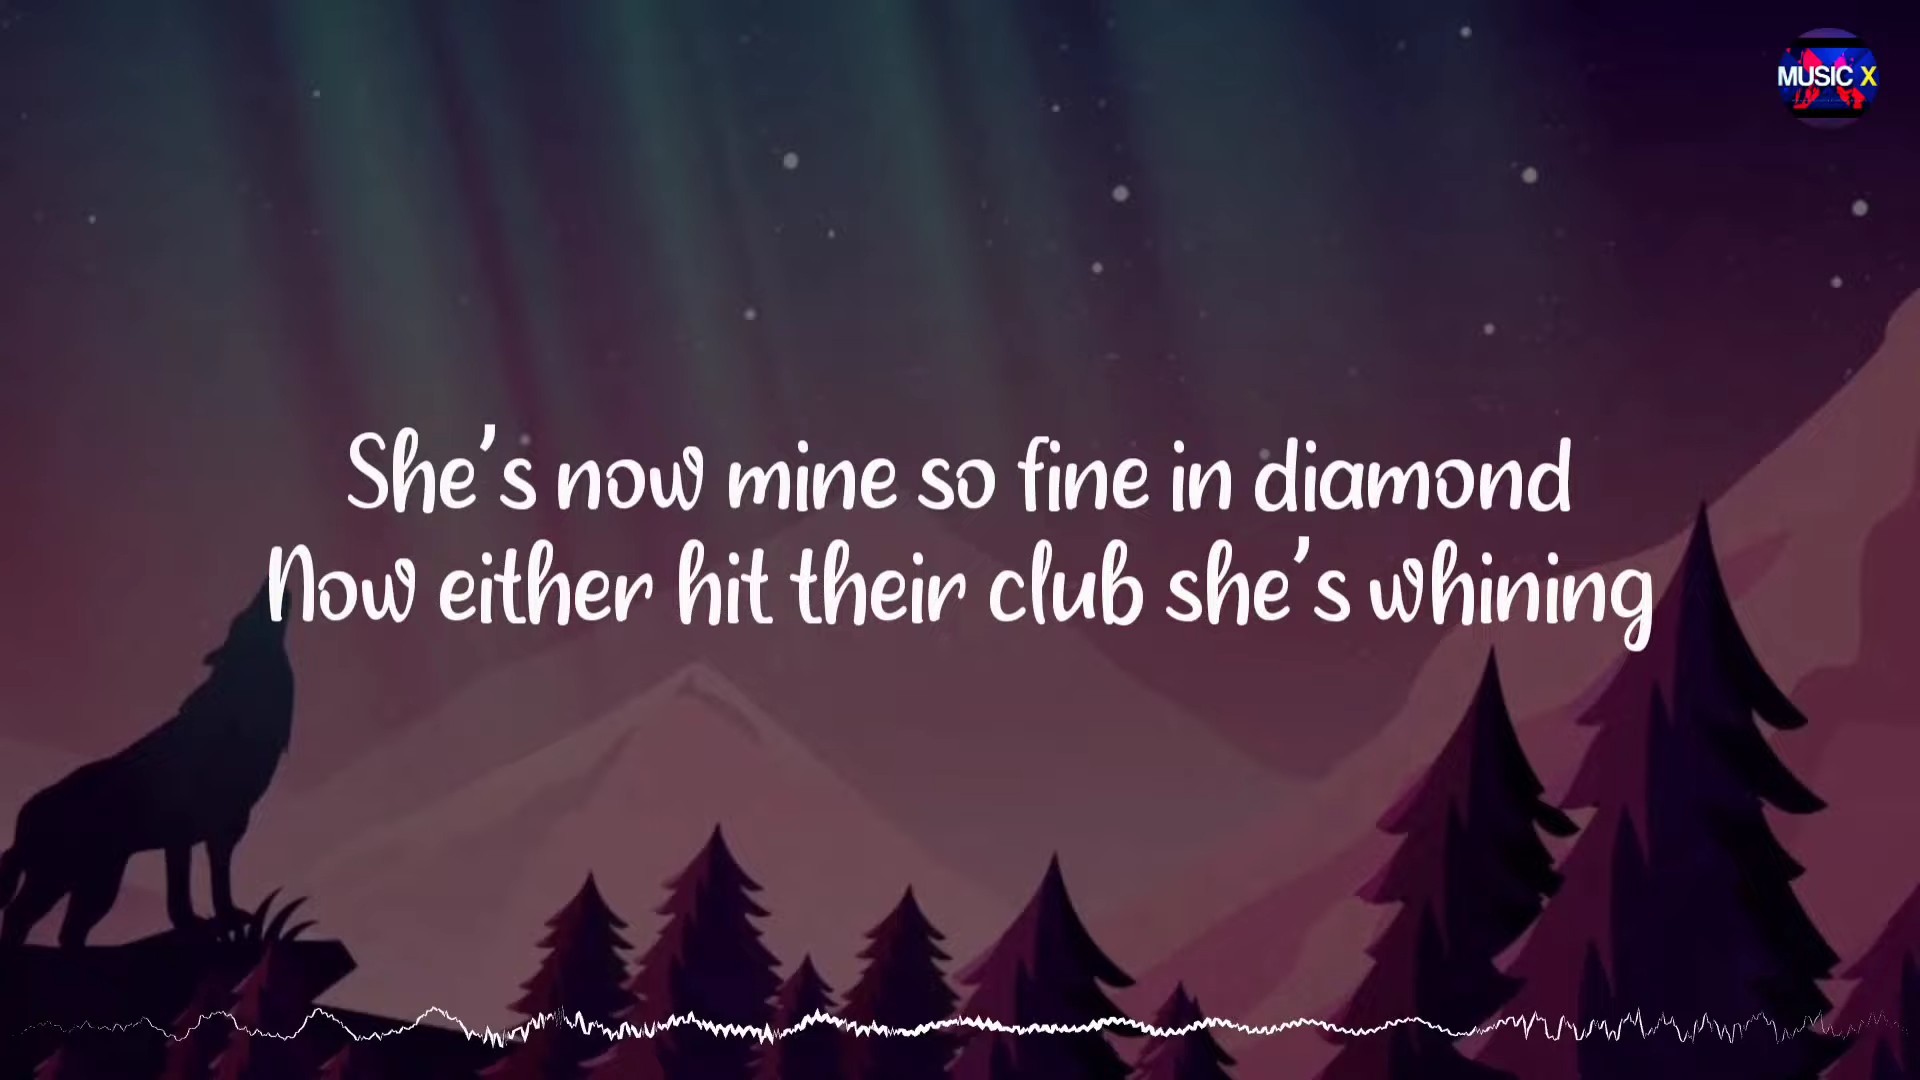 MUSIC X
She's now mine so fine in diamond
Now either hit their club she's whining